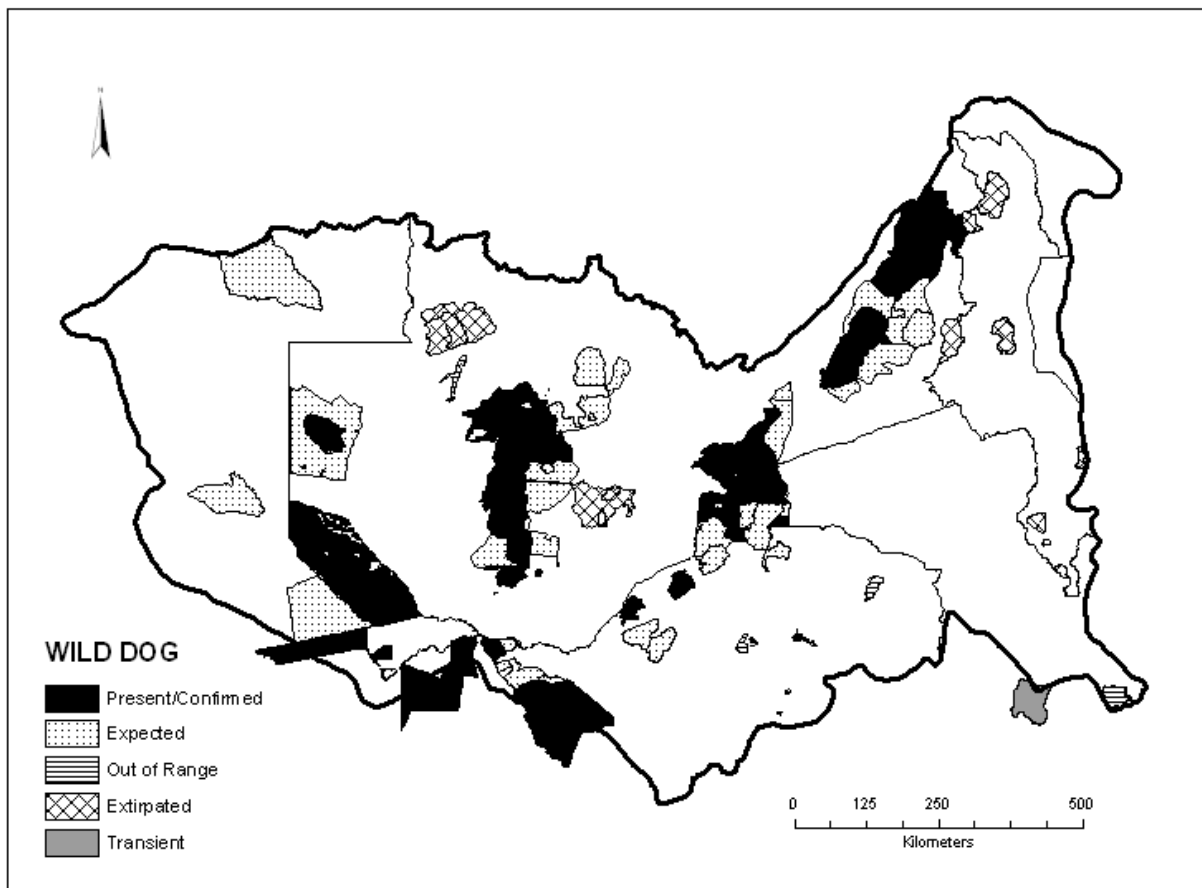 N
WILD DOG
Present/Confirmed
Expected
Out of Range
Extirpated
Transient
0 125 250 500
Kilometers